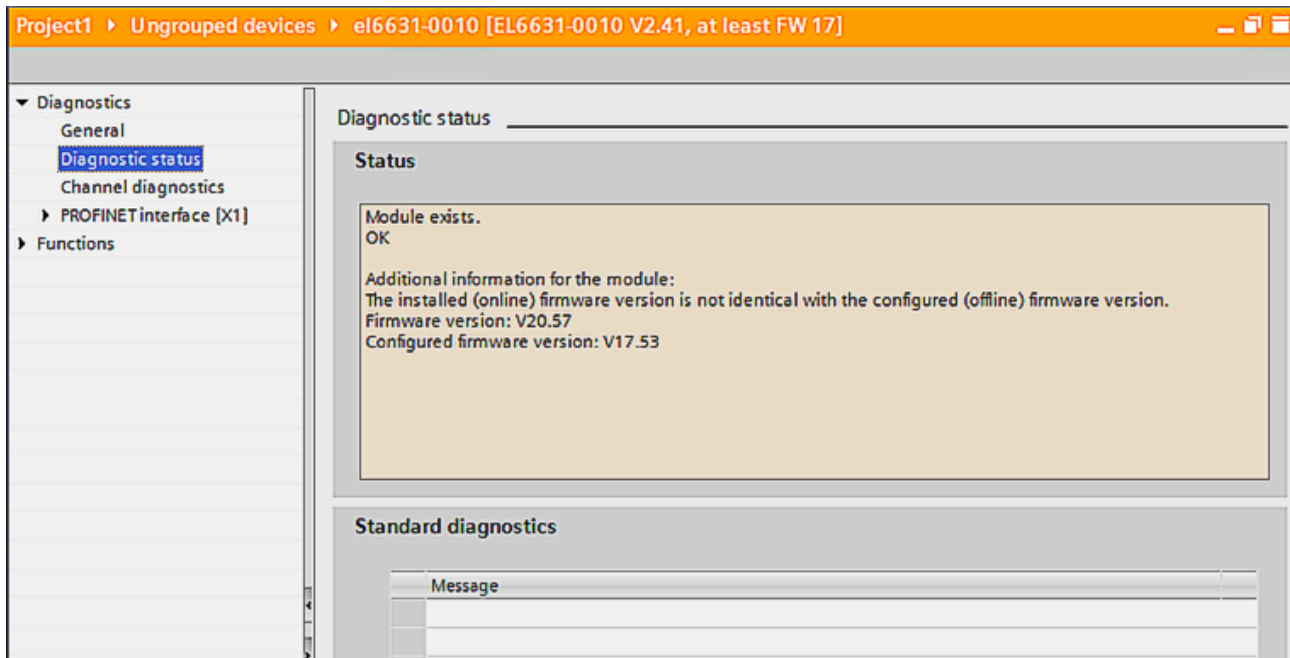 Project1 Ungrouped devices el6631-0010 [EL6631-0010 V2.41, at least FW 17]
Diagnostics
General
Diagnostic status
Channel diagnostics
PROFINET interface [X1]
Functions
Diagnostic status
Status
Module exists.
OK
Additional information for the module:
The installed (online) firmware version is not identical with the configured (offline) firmware version.
Firmware version: V20.57
Configured firmware version: V17.53
Standard diagnostics
Message